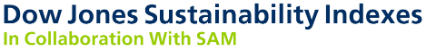 Dow Jones Sustainability Indexes
In Collaboration With SAM